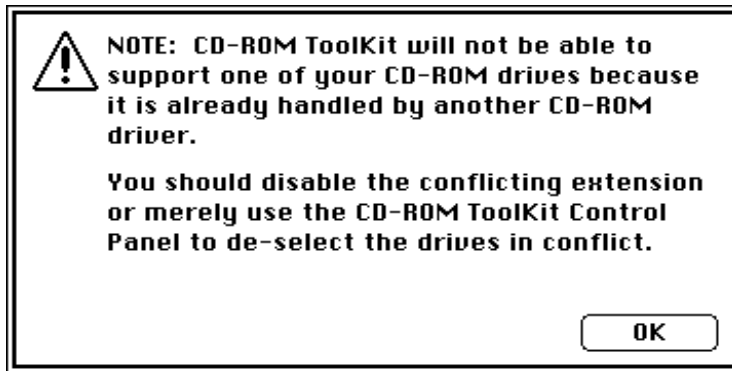 NOTE:  CD-ROM ToolKit will not be able to
support one of your CD-ROM drives because
it is already handled by another CD-ROM
driver.
You should disable the conflicting extension
or merely use the CD-ROM ToolKit Control
Panel to de-select the drives in conflict.
OK